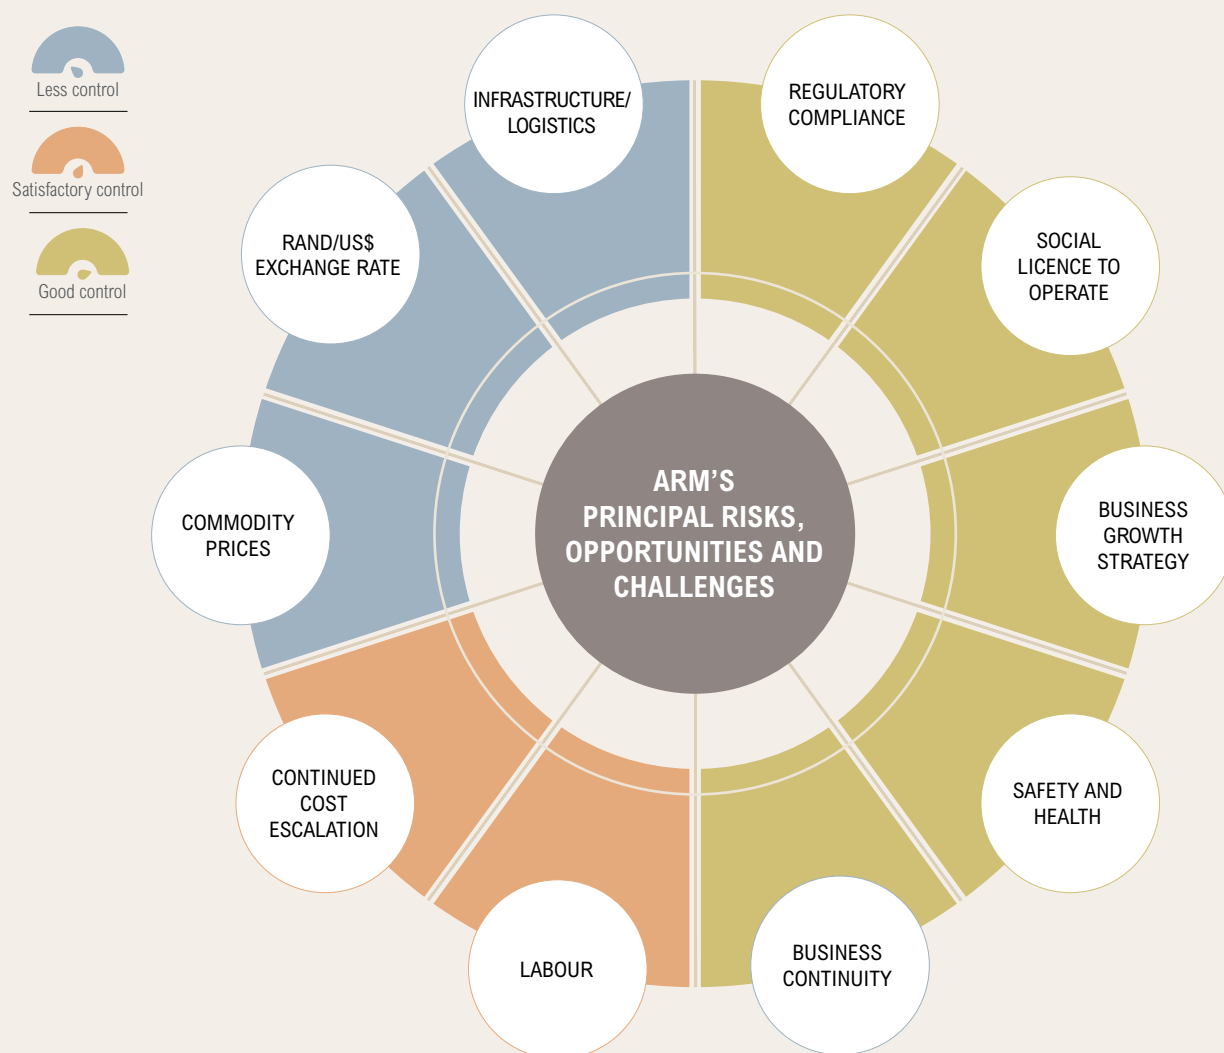 Less control
Satisfactory control
Good control
INFRASTRUCTURE/
LOGISTICS
REGULATORY
COMPLIANCE
RAND/US$
EXCHANGE RATE
SOCIAL
LICENCE TO
OPERATE
COMMODITY
PRICES
ARM'S
PRINCIPAL RISKS,
OPPORTUNITIES AND
CHALLENGES
BUSINESS
GROWTH
STRATEGY
CONTINUED
COST
ESCALATION
SAFETY AND
HEALTH
LABOUR
BUSINESS
CONTINUITY